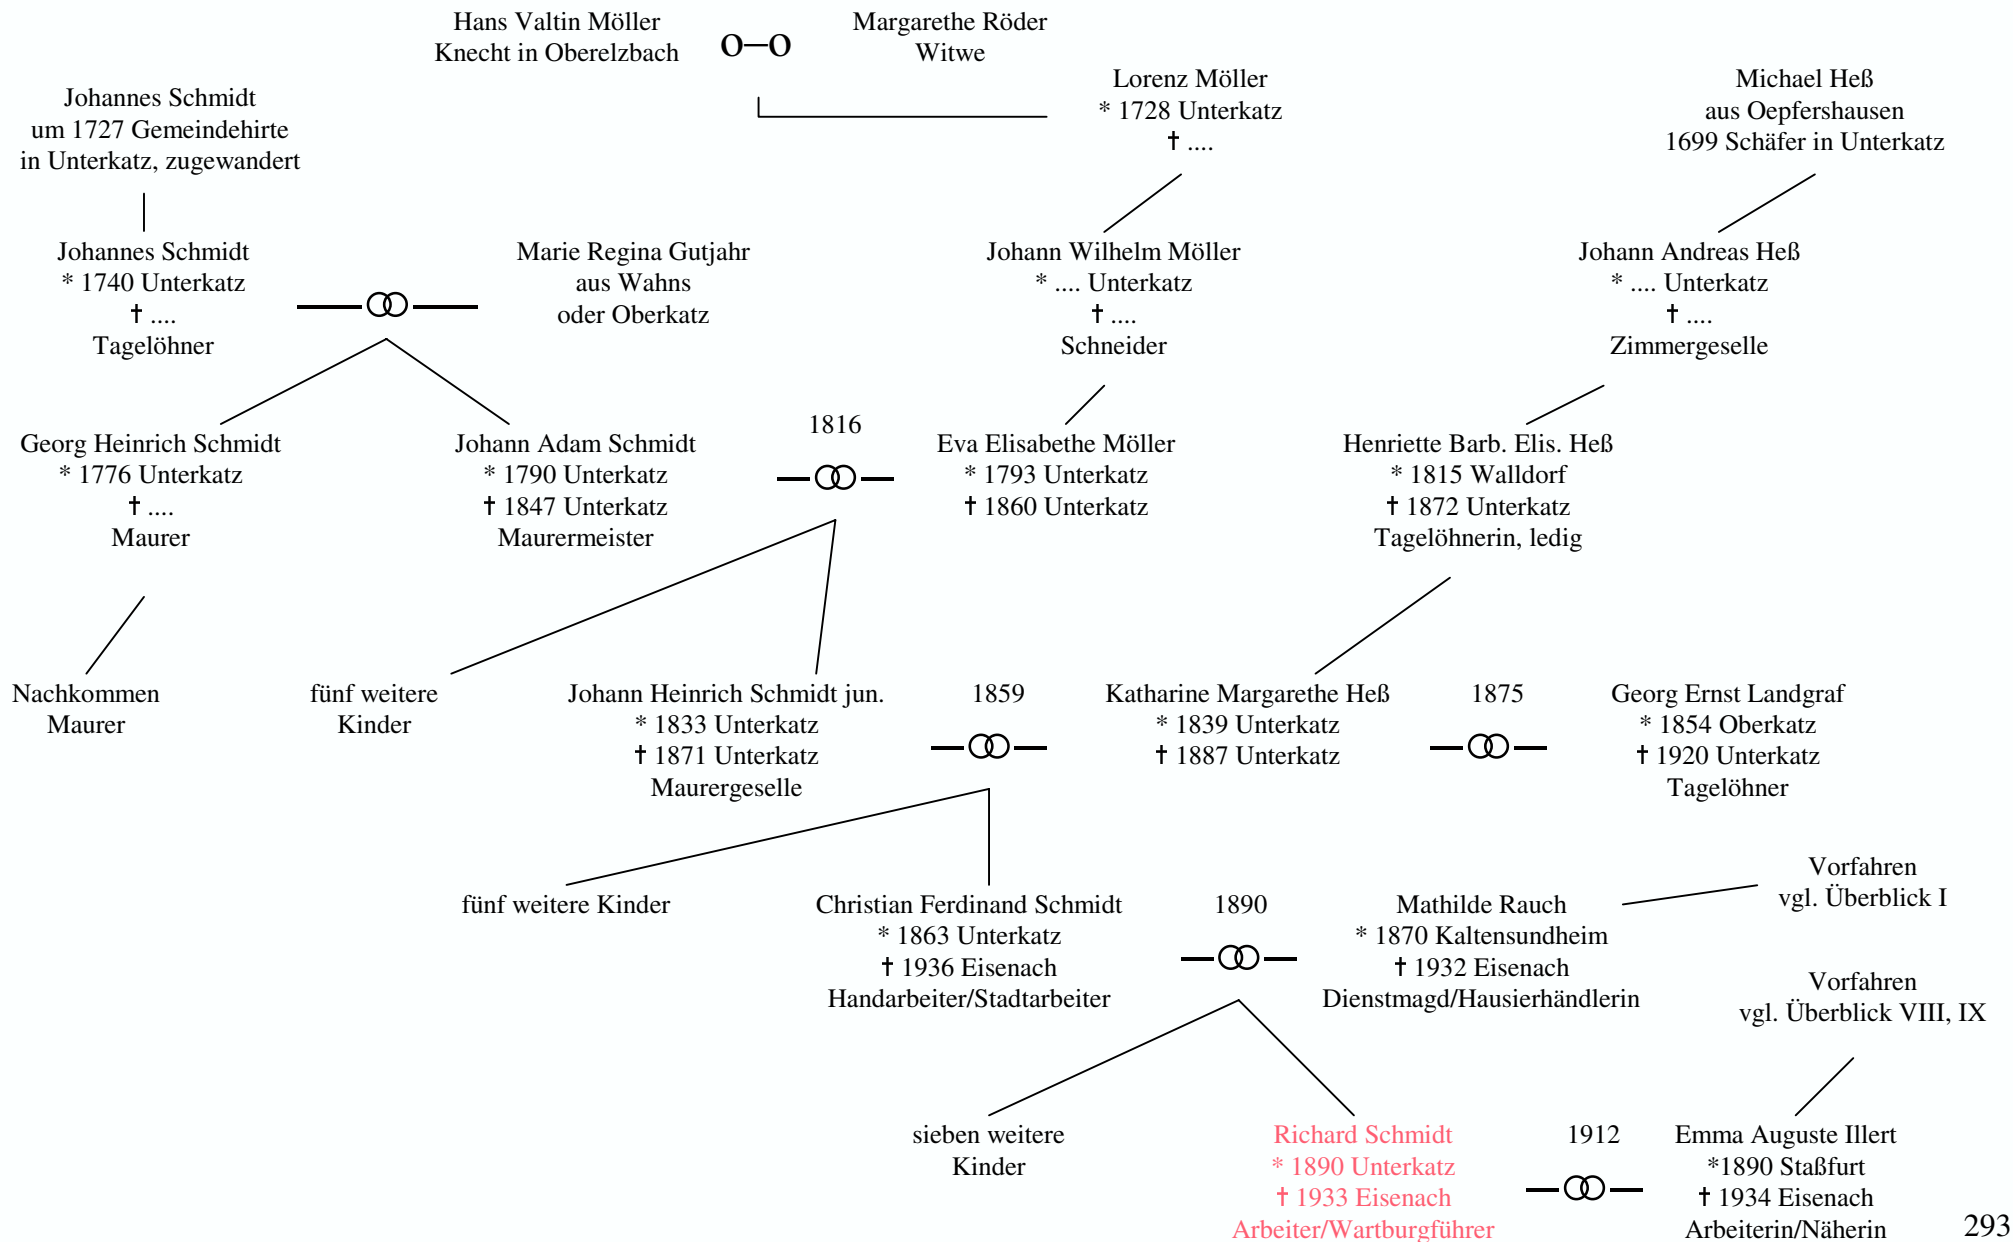 Hans Valtin Möller
Knecht in Oberelzbach
o–o
Margarethe Röder
Witwe
Johannes Schmidt
um 1727 Gemeindehirte
in Unterkatz, zugewandert
Lorenz Möller
* 1728 Unterkatz
† ....
Michael Heß
aus Oepfershausen
1699 Schäfer in Unterkatz
Johannes Schmidt
* 1740 Unterkatz
† ....
Tagelöhner
Marie Regina Gutjahr
aus Wahns
oder Oberkatz
Johann Wilhelm Möller
* .... Unterkatz
† ....
Schneider
Johann Andreas Heß
* .... Unterkatz
† ....
Zimmergeselle
Georg Heinrich Schmidt
* 1776 Unterkatz
† ....
Maurer
Johann Adam Schmidt
* 1790 Unterkatz
† 1847 Unterkatz
Maurermeister
1816
Eva Elisabethe Möller
* 1793 Unterkatz
† 1860 Unterkatz
Henriette Barb. Elis. Heß
* 1815 Walldorf
† 1872 Unterkatz
Tagelöhnerin, ledig
Nachkommen
Maurer
fünf weitere
Kinder
Johann Heinrich Schmidt jun.
* 1833 Unterkatz
† 1871 Unterkatz
Maurergeselle
1859
Katharine Margarethe Heß
* 1839 Unterkatz
† 1887 Unterkatz
1875
Georg Ernst Landgraf
* 1854 Oberkatz
† 1920 Unterkatz
Tagelöhner
fünf weitere Kinder
Christian Ferdinand Schmidt
* 1863 Unterkatz
† 1936 Eisenach
Handarbeiter/Stadtarbeiter
1890
Mathilde Rauch
* 1870 Kaltensundheim
† 1932 Eisenach
Dienstmagd/Hausierhändlerin
Vorfahren
vgl. Überblick I
Vorfahren
vgl. Überblick VIII, IX
sieben weitere
Kinder
Richard Schmidt
* 1890 Unterkatz
† 1933 Eisenach
Arbeiter/Wartburgführer
1912
Emma Auguste Illert
*1890 Staßfurt
† 1934 Eisenach
Arbeiterin/Näherin
293